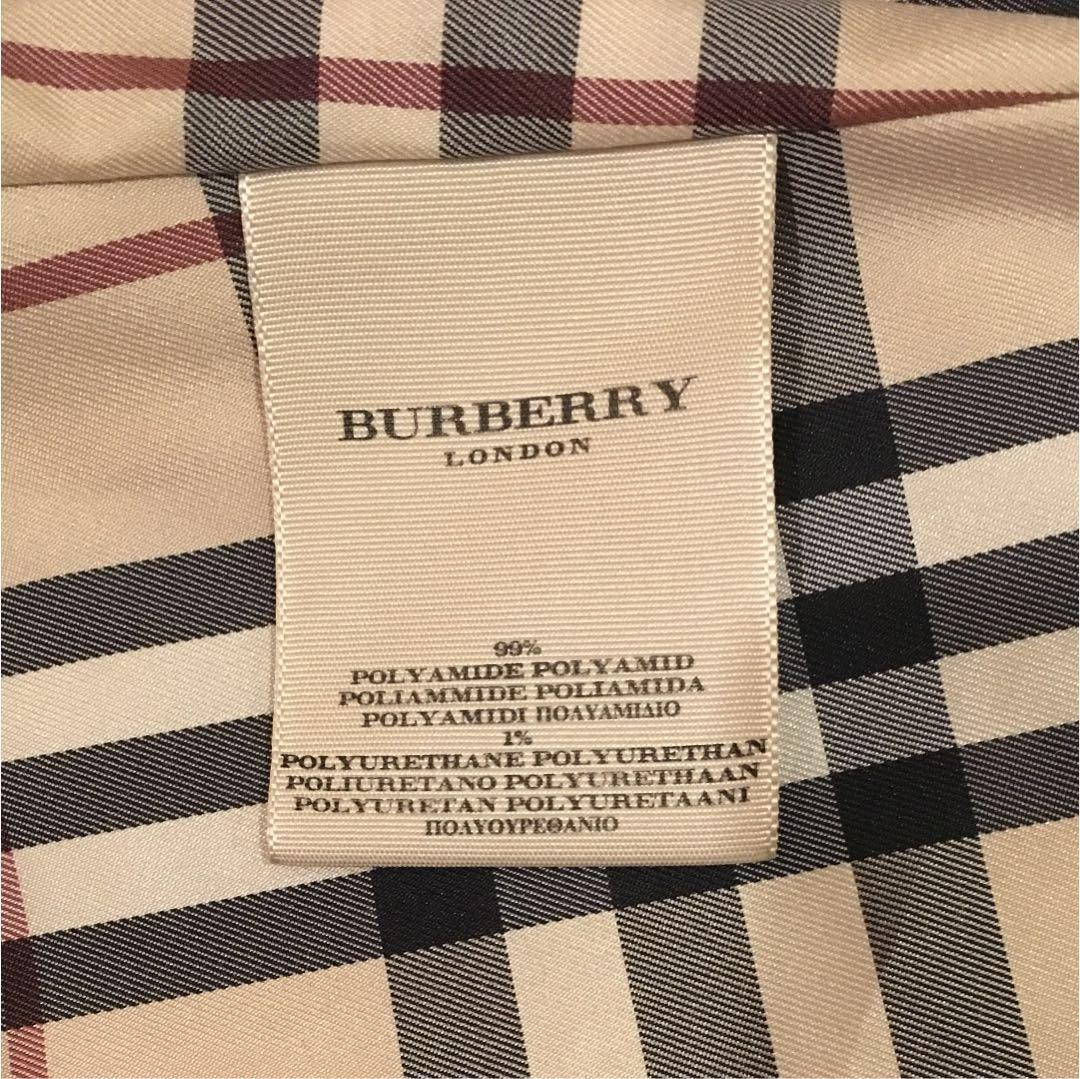 BURBERRY
LONDON
99%
POLYAMIDE POLYAMID
POLIAMMIDE POLIAMIDA
POLYAMIDI ΠΟΛΥΑΜΙΔΙΟ
1%
POLYURETHANE POLYURETHAN
POLIURETANO POLYURETHAAN
POLYURETAN POLYURETAANI
ΠΟΛΥΟΥΡΕΘΑΝΙΟ